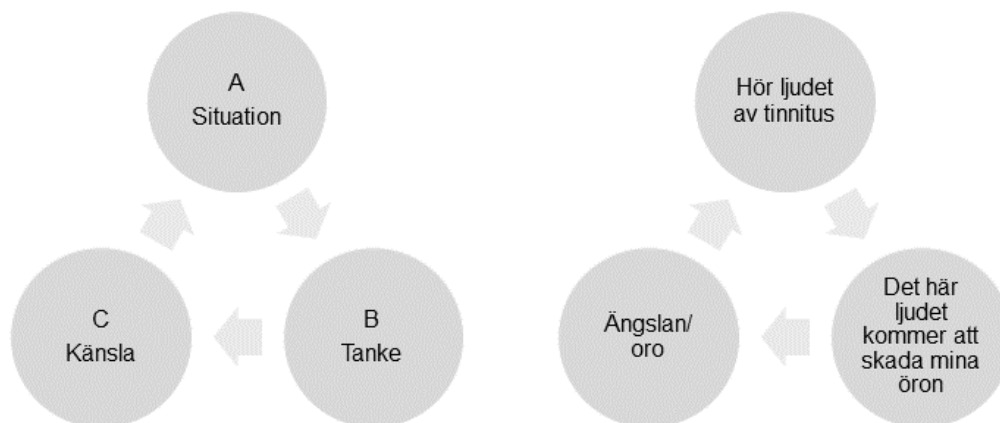 A
Situation
B
Tanke
C
Känsla
Hör ljudet
av tinnitus
Det här
ljudet
kommer att
skada mina
öron
Ängslan/
oro